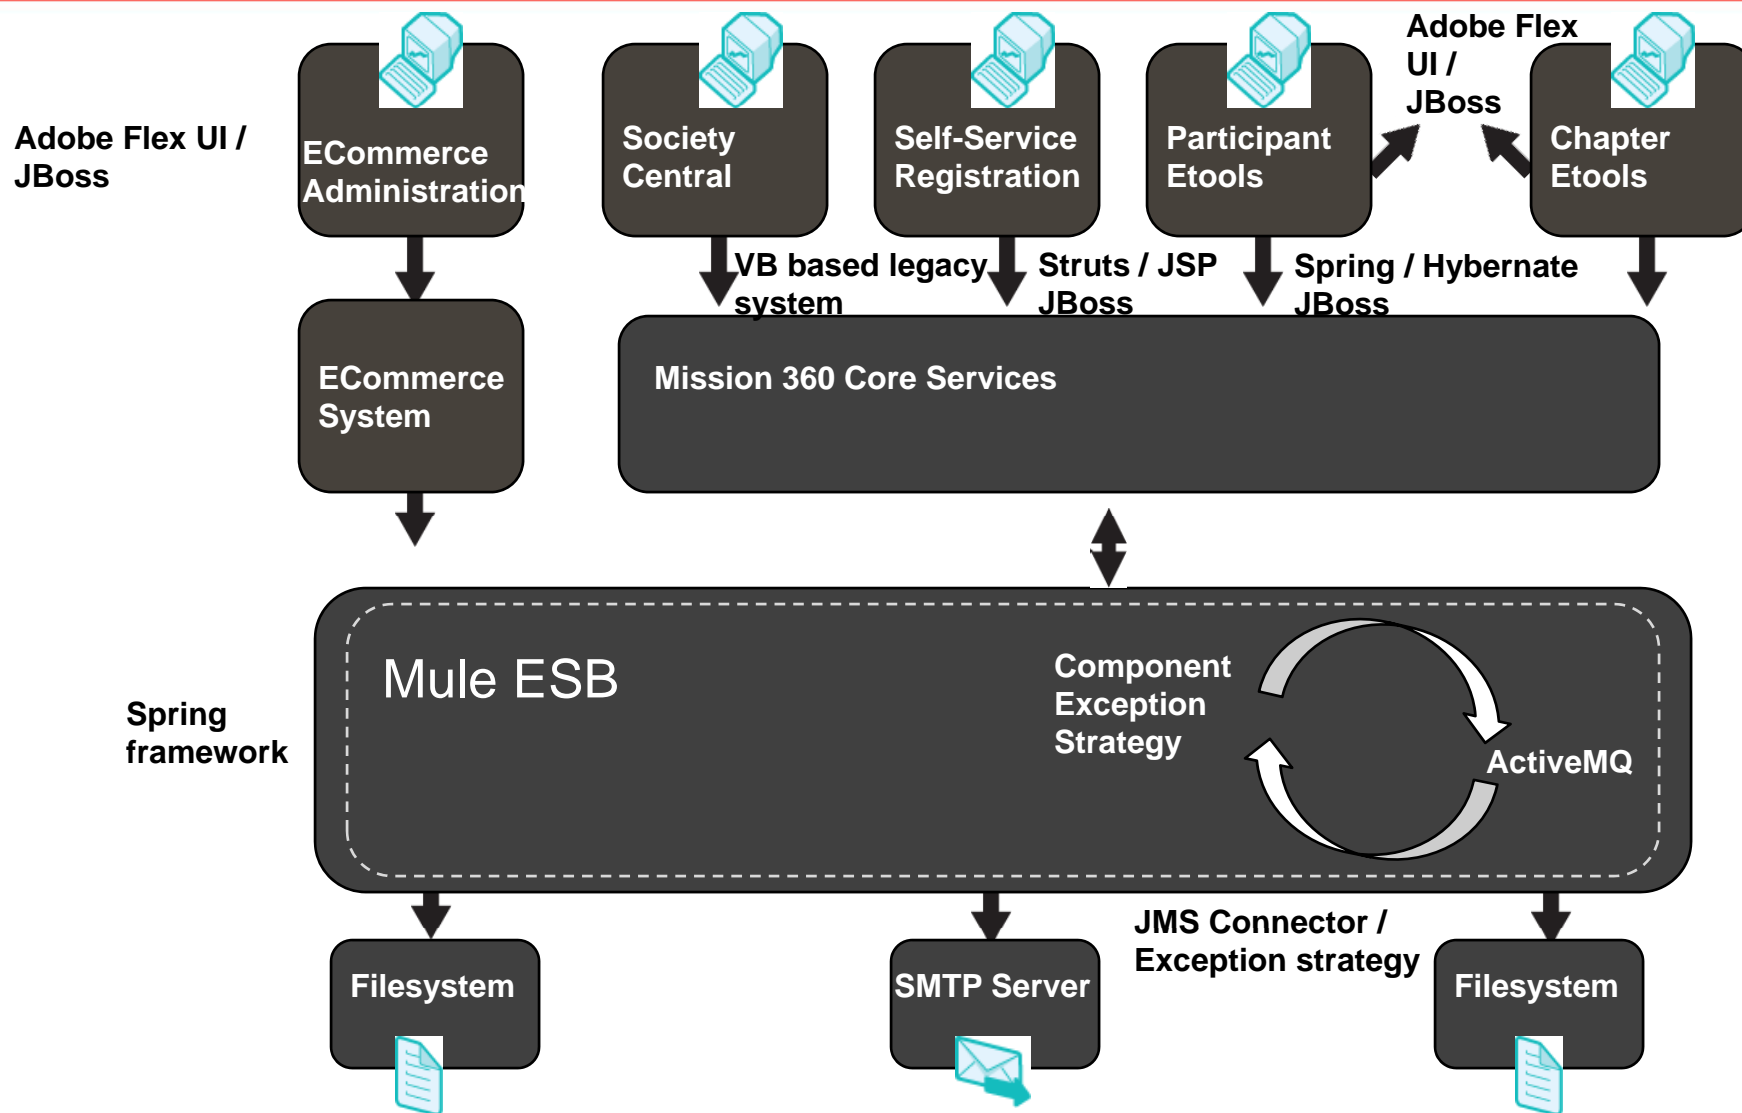 Adobe Flex
UI /
JBoss
Adobe Flex UI /
JBoss
ECommerce
Administration
Society
Central
Self-Service
Registration
Participant
Etools
Chapter
Etools
VB based legacy
system
Struts / JSP
JBoss
Spring / Hybernate
JBoss
ECommerce
System
Mission 360 Core Services
Mule ESB
Component
Exception
Strategy
ActiveMQ
Spring
framework
JMS Connector /
Exception strategy
Filesystem
SMTP Server
Filesystem